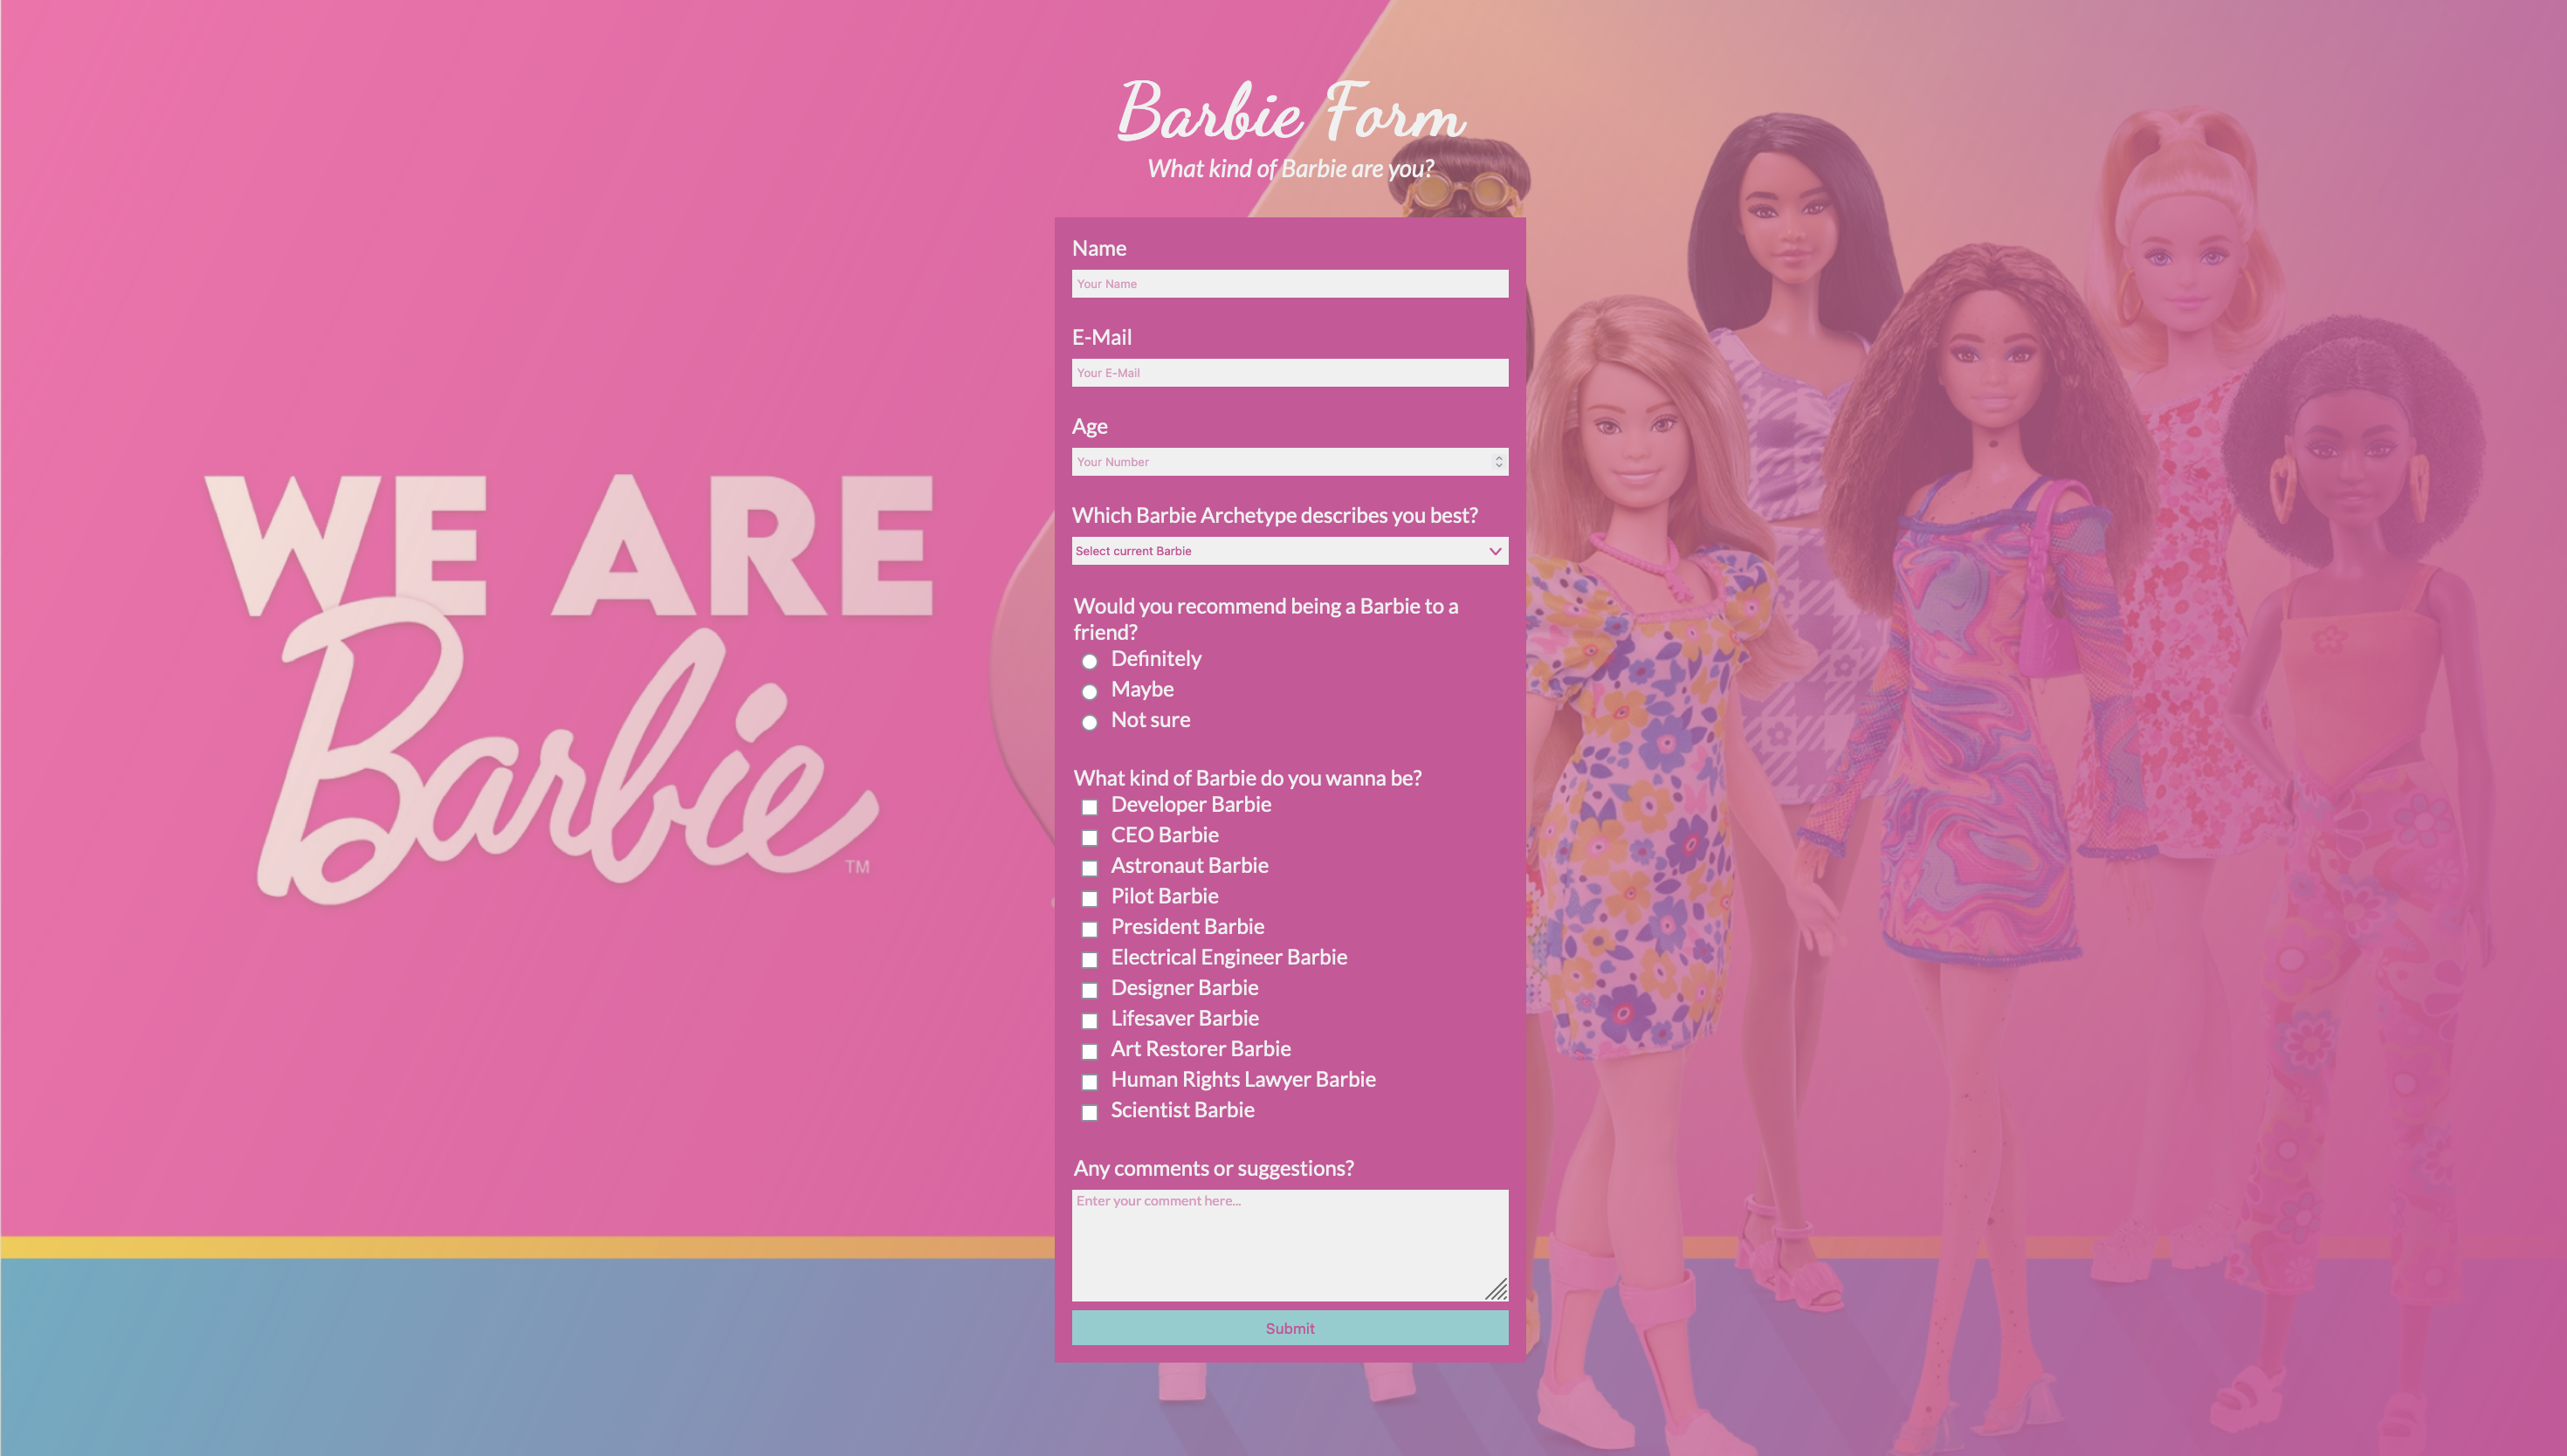 Barbie Form
What kind of Barbie are you?
WE ARE
Barbie
TM
Name
Your Name
E-Mail
Your E-Mail
Age
Your Number
Which Barbie Archetype describes you best?
Select current Barbie
Would you recommend being a Barbie to a
friend?
Definitely
Maybe
Not sure
What kind of Barbie do you wanna be?
Developer Barbie
CEO Barbie
Astronaut Barbie
Pilot Barbie
President Barbie
Electrical Engineer Barbie
Designer Barbie
Lifesaver Barbie
Art Restorer Barbie
Human Rights Lawyer Barbie
Scientist Barbie
Any comments or suggestions?
Enter your comment here...
Submit